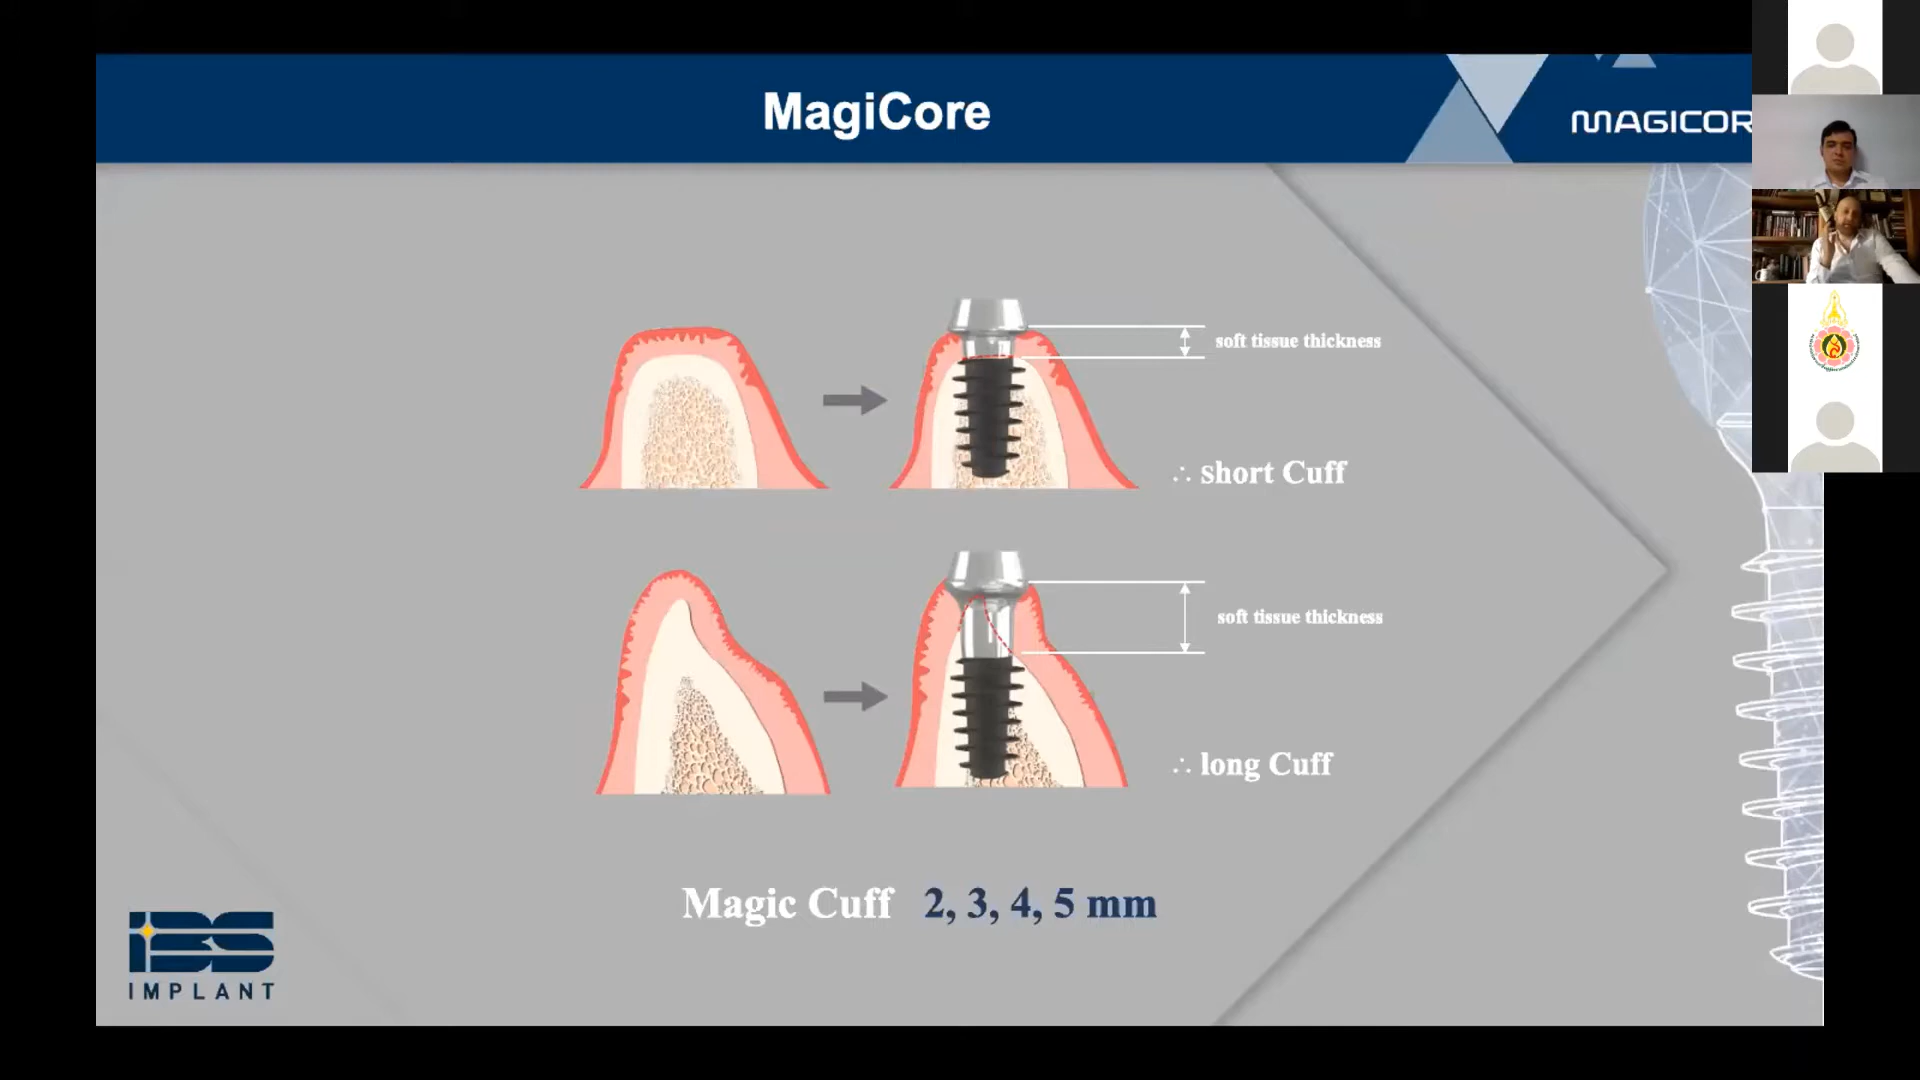 MagiCore
MAGICOR
soft tissue thickness
∴ Short Cuff
soft tissue thickness
∴ long Cuff
Magic Cuff 2, 3, 4, 5 mm
IBS
IMPLANT